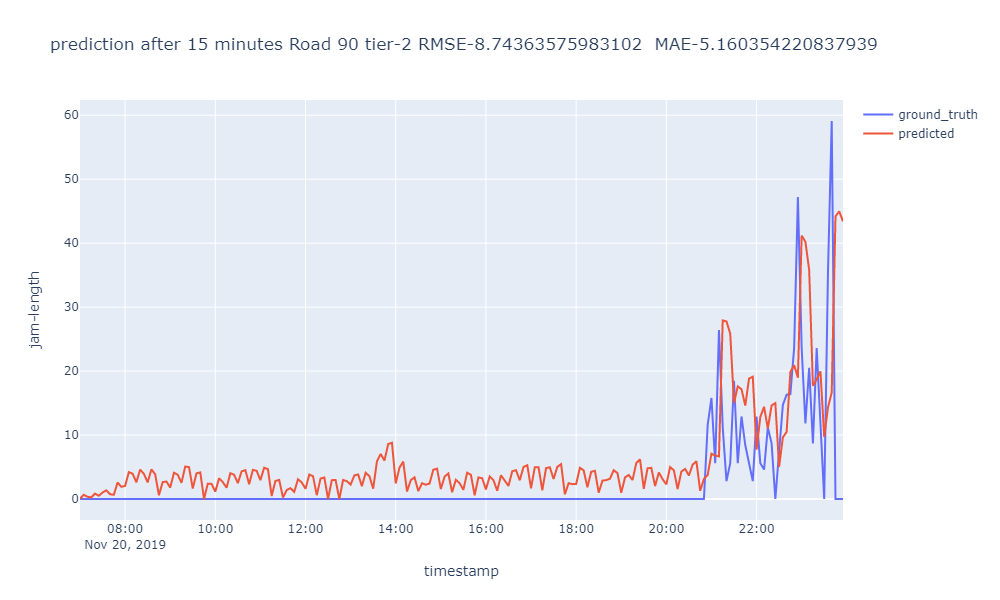 prediction after 15 minutes Road 90 tier-2 RMSE-8.74363575983102  MAE-5.160354220837939
ground_truth
predicted
60
50
40
30
20
10
0
jam-length
08:00 10:00 12:00 14:00 16:00 18:00 20:00 22:00
Nov 20, 2019
timestamp